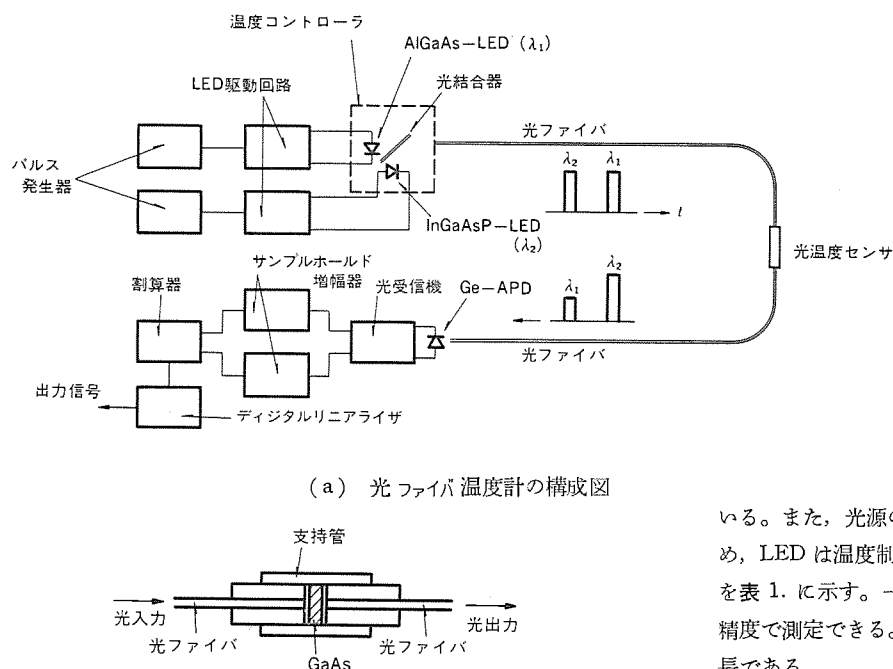 温度コントローラ
AlGaAs－LED (λ₁)
光結合器
LED駆動回路
光ファイバ
パルス
発生器
λ₂ λ₁
t
InGaAsP－LED
(λ₂)
光温度センサ
サンプルホールド
増幅器
割算器
光受信機
Ge－APD
λ₁ λ₂
光ファイバ
出力信号
ディジタルリニアライザ
(a) 光ファイバ温度計の構成図
支持管
光入力
光出力
光ファイバ
光ファイバ
GaAs
いる。また，光源の
め，LED は温度制
を表 1. に示す。一
精度で測定できる。
長である